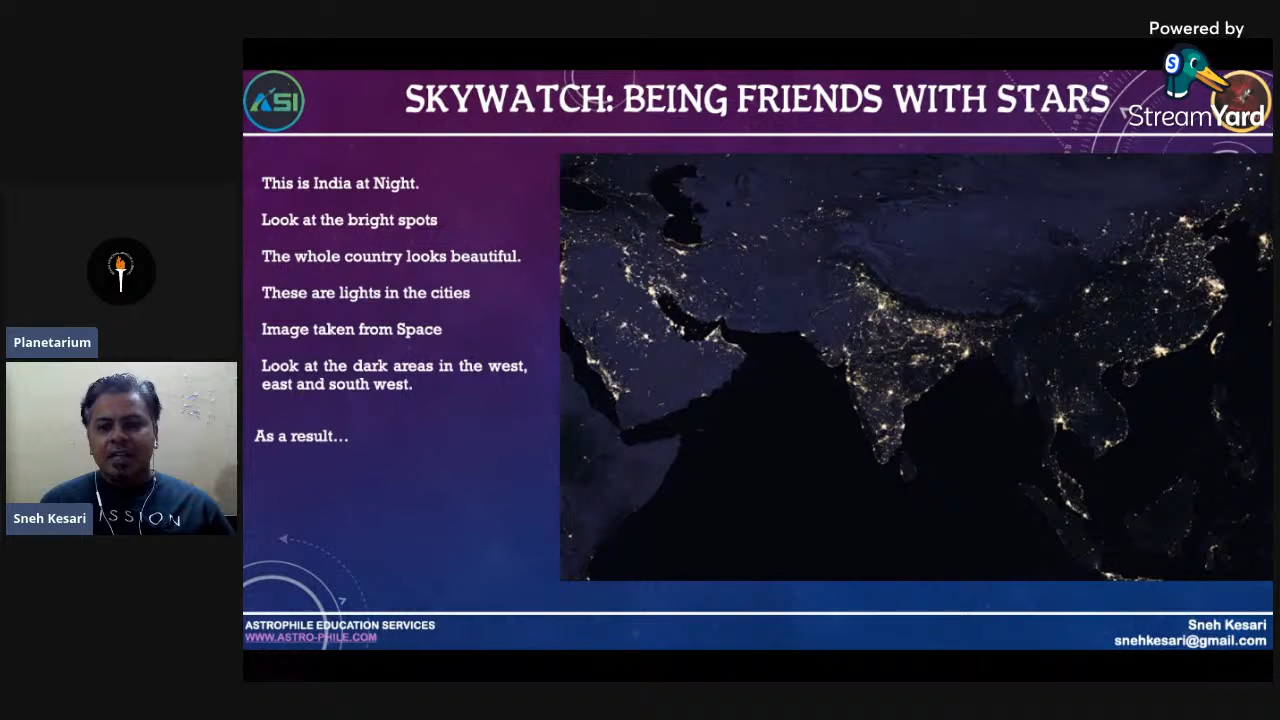 Powered by
StreamYard
ASI
SKYWATCH: BEING FRIENDS WITH STARS
This is India at Night.
Look at the bright spots
The whole country looks beautiful.
These are lights in the cities
Image taken from Space
Look at the dark areas in the west,
east and south west.
As a result...
Planetarium
Sneh Kesari
ISSION
ASTROPHILE EDUCATION SERVICES
WWW.ASTRO-PHILE.COM
Sneh Kesari
snehkesari@gmail.com